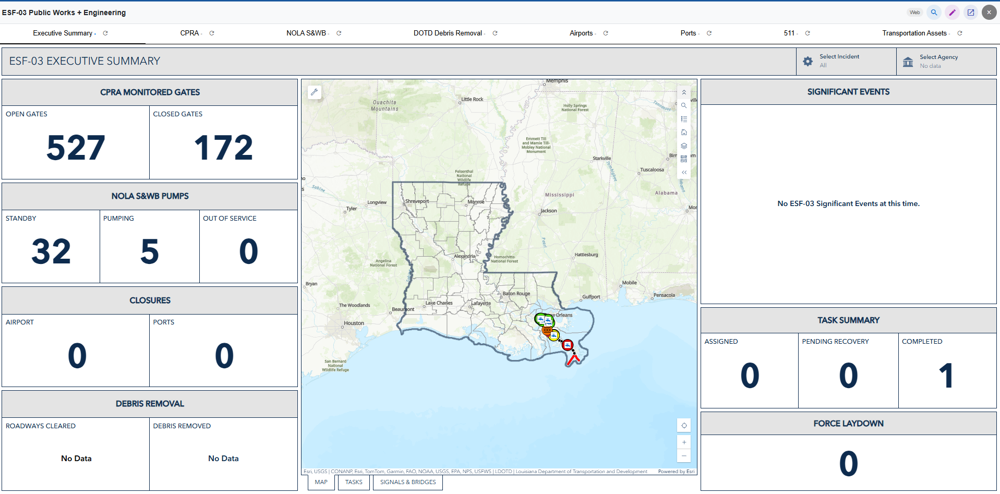 ESF-03 Public Works + Engineering
Web
Executive Summary
CPRA
NOLA S&WB
DOTD Debris Removal
Airports
Ports
511
Transportation Assets
ESF-03 EXECUTIVE SUMMARY
Select Incident
All
Select Agency
No data
CPRA MONITORED GATES
OPEN GATES
527
CLOSED GATES
172
NOLA S&WB PUMPS
STANDBY
32
PUMPING
5
OUT OF SERVICE
0
CLOSURES
AIRPORT
0
PORTS
0
DEBRIS REMOVAL
ROADWAYS CLEARED
No Data
DEBRIS REMOVED
No Data
Memphis
Little Rock
Ouachita
Mountains
Holly Springs
National Forest
Tennessee
Emmett Till
and Mamie Till-
Mobley National
Monument
Starkville
Tombigbee
Tuscaloosa
Felsenthal
National
Wildlife
Refuge
Sabine
Alabama
Longview
Shreveport
Monroe
Mississippi
Tyler
Jackson
Pearl
Alexandria
Homochitto
National Forest
Hattiesburg
Angelina
National Forest
Bryan
Mobile
Baton Rouge
Gulfport
Pensacola
The Woodlands
Lake Charles
Lafayette
Beaumont
Houston
San Bernard
National Wildlife
Refuge
Esri, USGS | CONANP, Esri, TomTom, Garmin, FAO, NOAA, USGS, EPA, NPS, USFWS | LDOTD | Louisiana Department of Transportation and Development
Powered by Esri
MAP
TASKS
SIGNALS & BRIDGES
SIGNIFICANT EVENTS
No ESF-03 Significant Events at this time.
TASK SUMMARY
ASSIGNED
0
PENDING RECOVERY
0
COMPLETED
1
FORCE LAYDOWN
0